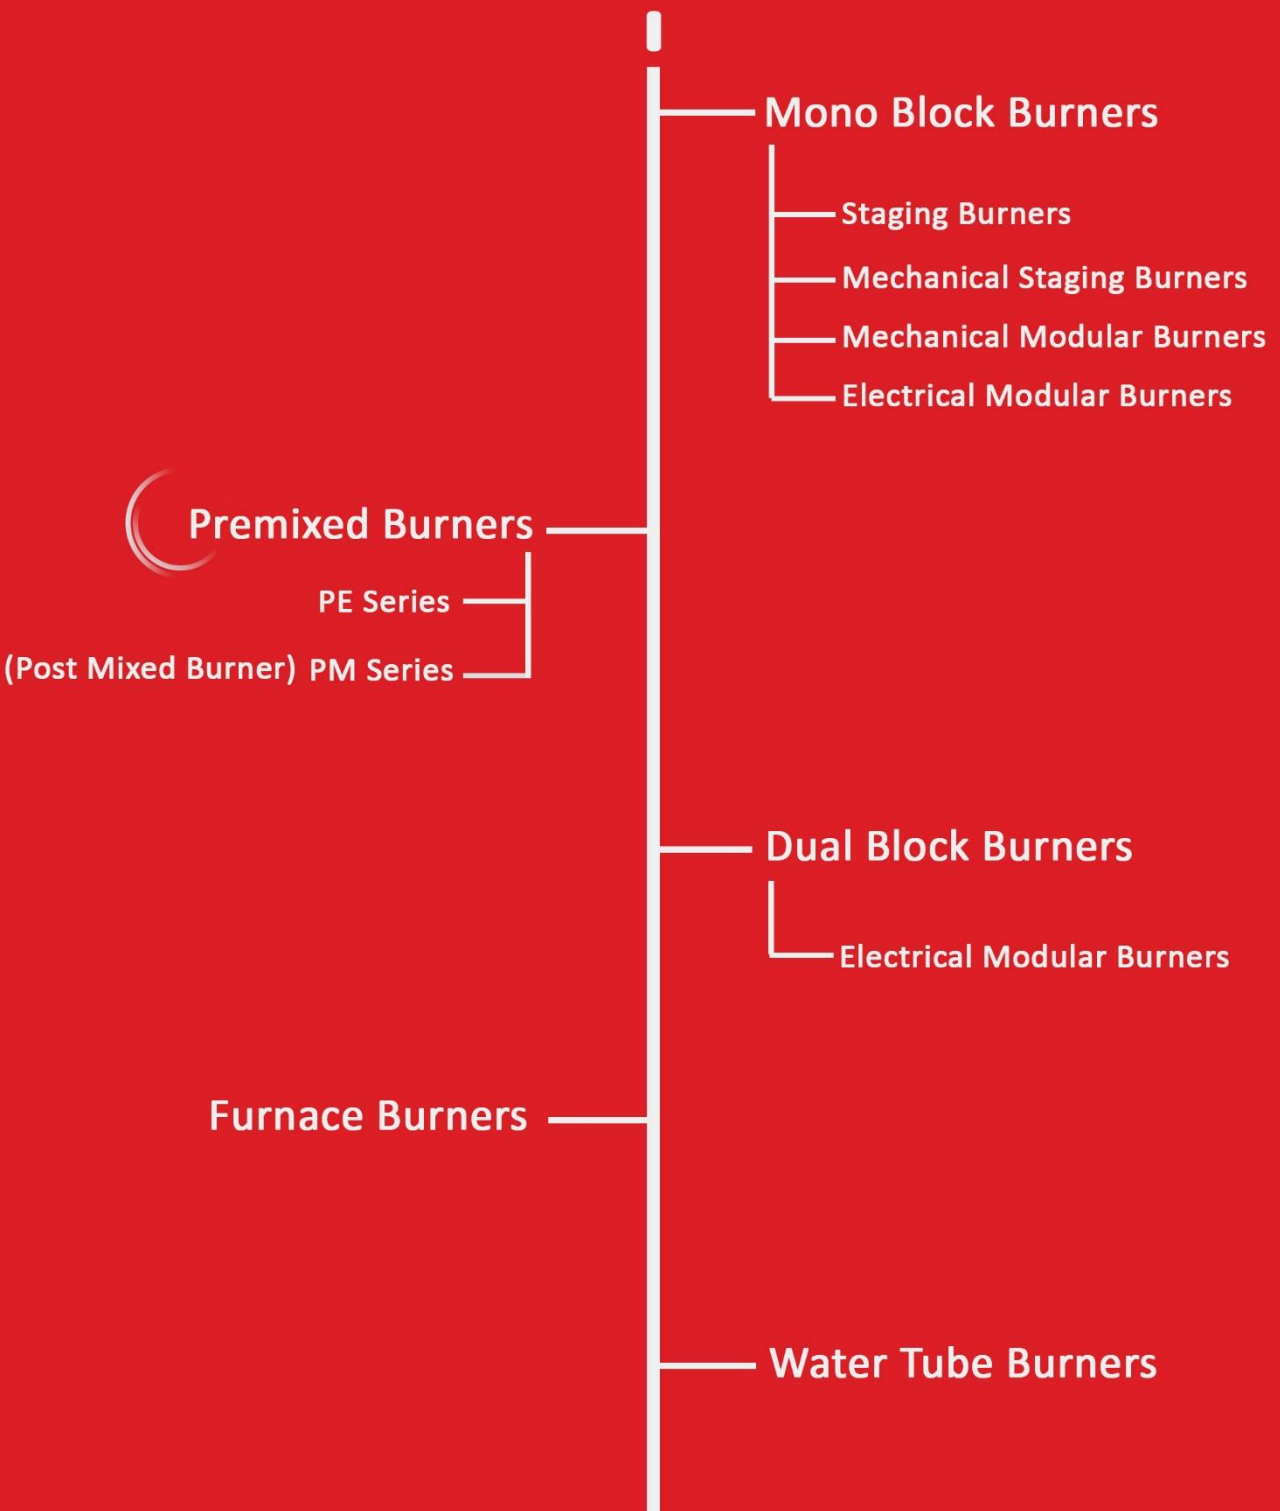 Mono Block Burners
Staging Burners
Mechanical Staging Burners
Mechanical Modular Burners
Electrical Modular Burners
Premixed Burners
PE Series
(Post Mixed Burner) PM Series
Dual Block Burners
Electrical Modular Burners
Furnace Burners
Water Tube Burners